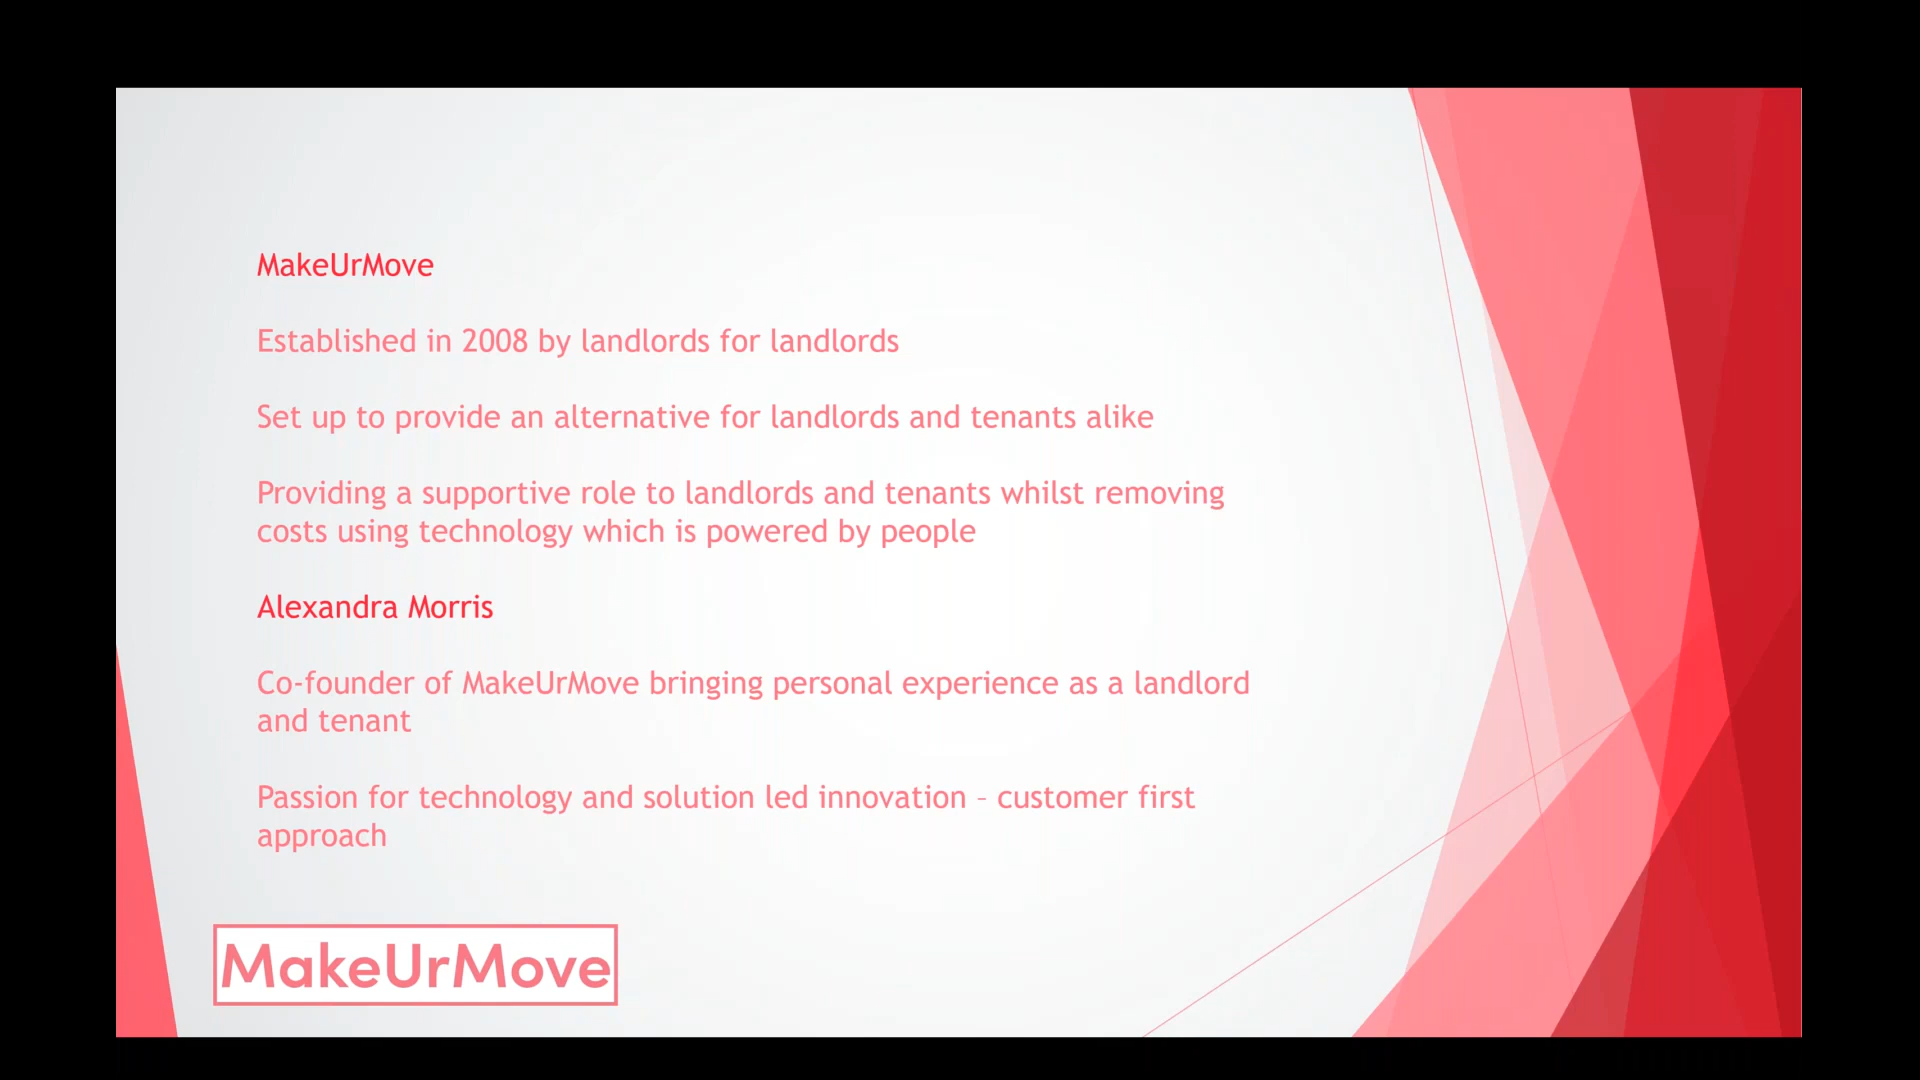 MakeUrMove
Established in 2008 by landlords for landlords
Set up to provide an alternative for landlords and tenants alike
Providing a supportive role to landlords and tenants whilst removing
costs using technology which is powered by people
Alexandra Morris
Co-founder of MakeUrMove bringing personal experience as a landlord
and tenant
Passion for technology and solution led innovation – customer first
approach
MakeUrMove